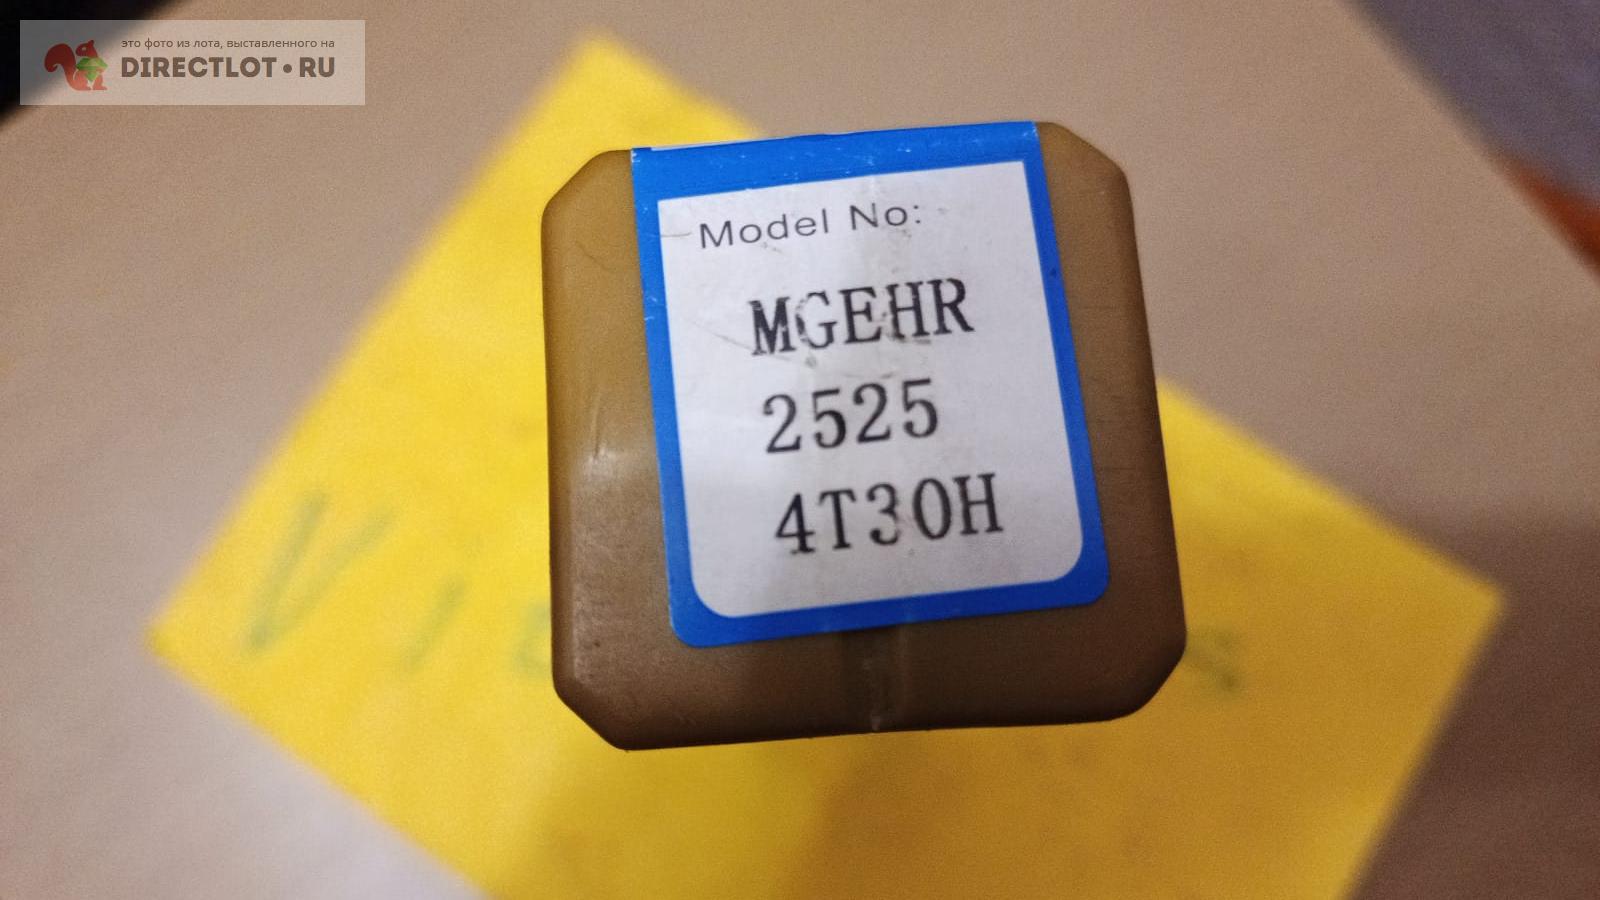 это фото из лота, выставленного на
DIRECTLOT•RU
Model No:
MGEHR
2525
4T30H